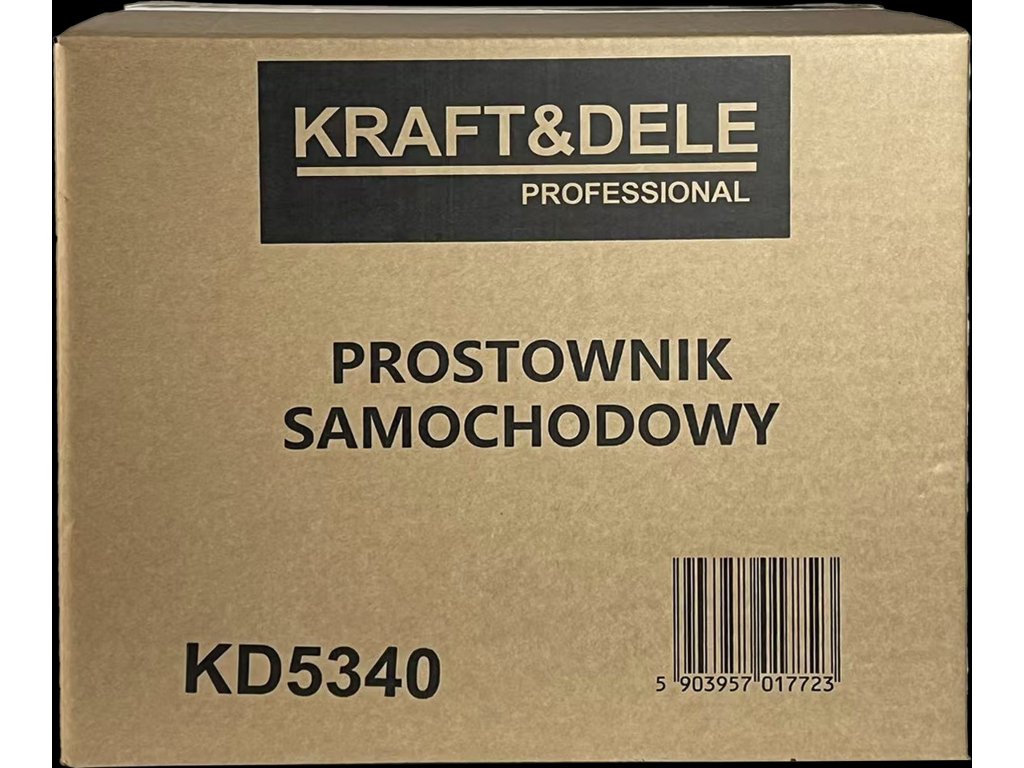 KRAFT&DELE
PROFESSIONAL
PROSTOWNIK
SAMOCHODOWY
KD5340
5 903957 017723